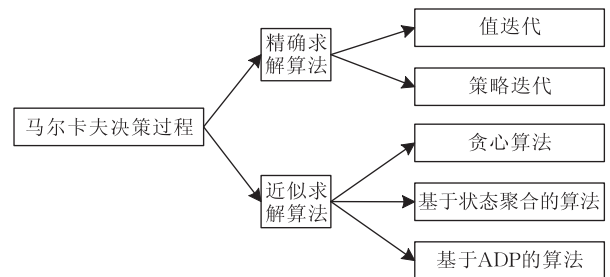 马尔卡夫决策过程
精确求
解算法
近似求
解算法
值迭代
策略迭代
贪心算法
基于状态聚合的算法
基于ADP的算法